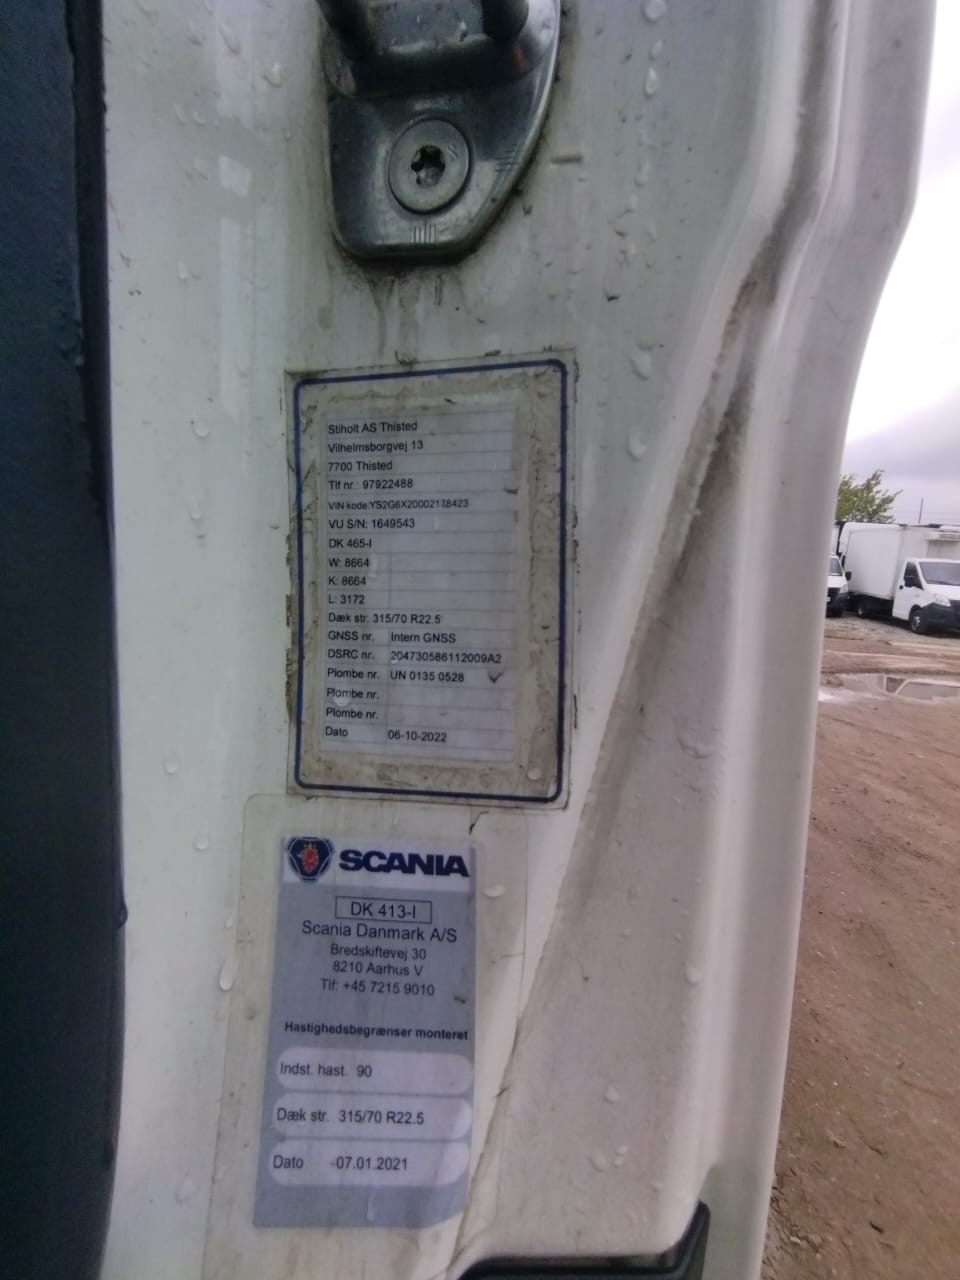 Stiholt AS Thisted
Vilhelmsborgvej 13
7700 Thisted
Tlf nr.: 97922488
VIN kode:YS2G6X20002178423
VU S/N: 1649543
DK 465-I
W: 8664
K: 8664
L: 3172
Dæk str: 315/70 R22.5
GNSS nr. Intern GNSS
DSRC nr. 204730586112009A2
Plombe nr. UN 0135 0528
Plombe nr.
Plombe nr.
Dato 06-10-2022
SCANIA
DK 413-I
Scania Danmark A/S
Bredskiftevej 30
8210 Aarhus V
Tlf: +45 7215 9010
Hastighedsbegrænser monteret
Indst. hast. 90
Dæk str. 315/70 R22.5
Dato 07.01.2021